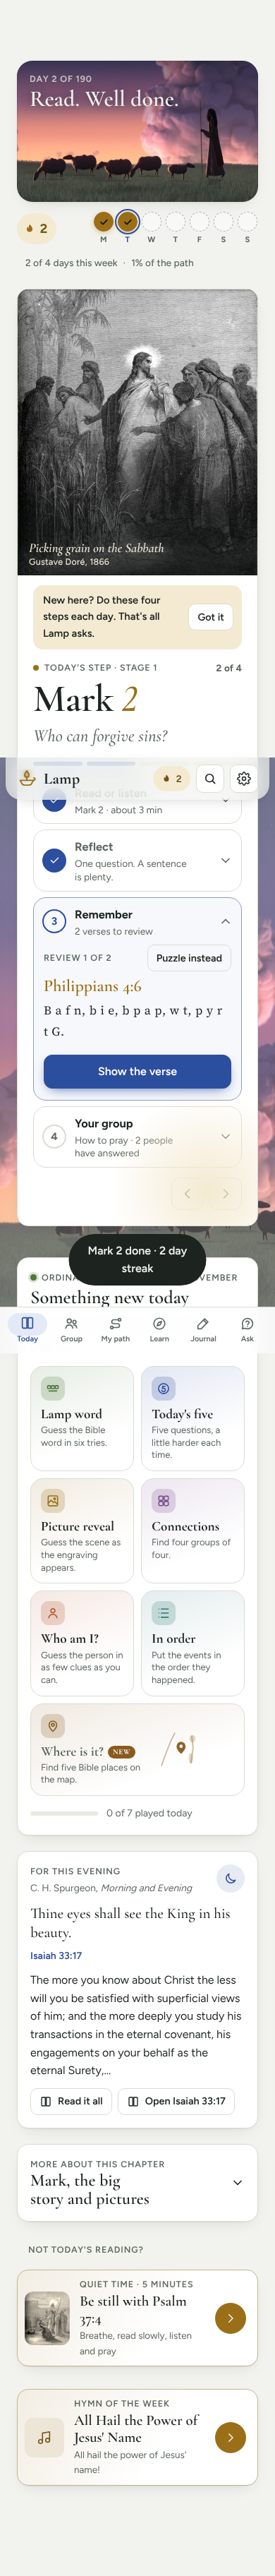 DAY 2 OF 190
Read. Well done.
2
M T W T F S S
2 of 4 days this week · 1% of the path
Picking grain on the Sabbath
Gustave Doré, 1866
New here? Do these four
steps each day. That's all
Lamp asks.
Got it
TODAY'S STEP · STAGE 1
2 of 4
Mark 2
Who can forgive sins?
Lamp
2
Read or listen
Mark 2 · about 3 min
Reflect
One question. A sentence
is plenty.
3
Remember
2 verses to review
REVIEW 1 OF 2
Puzzle instead
Philippians 4:6
B a f n, b i e, b p a p, w t, p y r
t G.
Show the verse
4
Your group
How to pray · 2 people
have answered
Mark 2 done · 2 day
streak
Something new today
Today
Group
My path
Learn
Journal
Ask
Lamp word
Guess the Bible
word in six tries.
5
Today's five
Five questions, a
little harder each
time.
Picture reveal
Guess the scene as
the engraving
appears.
Connections
Find four groups of
four.
Who am I?
Guess the person in
as few clues as you
can.
In order
Put the events in
the order they
happened.
Where is it? NEW
Find five Bible places on
the map.
0 of 7 played today
FOR THIS EVENING
C. H. Spurgeon, Morning and Evening
Thine eyes shall see the King in his
beauty.
Isaiah 33:17
The more you know about Christ the less
will you be satisfied with superficial views
of him; and the more deeply you study his
transactions in the eternal covenant, his
engagements on your behalf as the
eternal Surety,...
Read it all
Open Isaiah 33:17
MORE ABOUT THIS CHAPTER
Mark, the big
story and pictures
NOT TODAY'S READING?
QUIET TIME · 5 MINUTES
Be still with Psalm
37:4
Breathe, read slowly, listen
and pray
HYMN OF THE WEEK
All Hail the Power of
Jesus' Name
All hail the power of Jesus'
name!